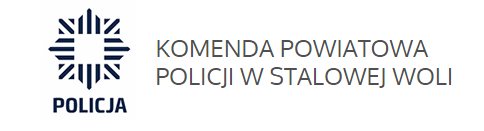 POLICJA
KOMENDA POWIATOWA
POLICJI W STALOWEJ WOLI